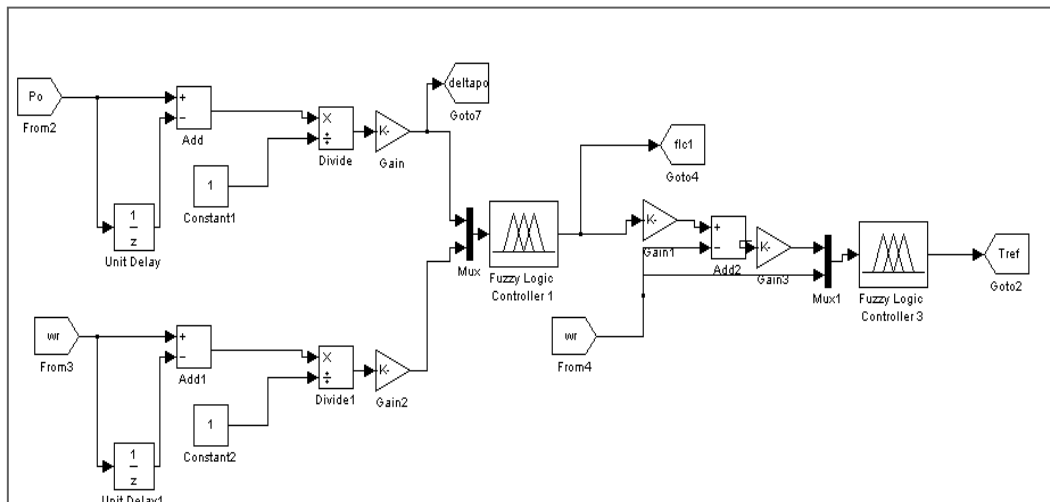 Po
From2
+
−
Add
1
z
Unit Delay
1
Constant1
×
÷
Divide
K-
Gain
deltapo
Goto7
Mux
Fuzzy Logic
Controller 1
flc1
Goto4
K-
Gain1
+
−
Add2
K-
Gain3
Mux1
Fuzzy Logic
Controller 3
Tref
Goto2
wr
From4
wr
From3
+
−
Add1
1
z
Unit Delay1
1
Constant2
×
÷
Divide1
K-
Gain2